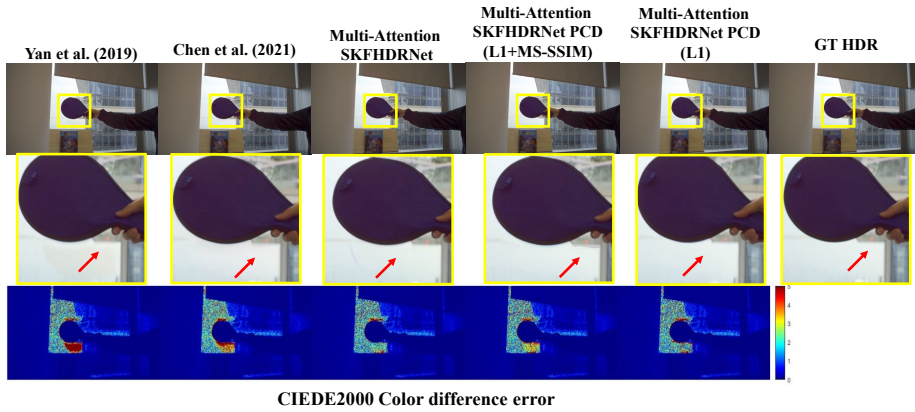 Yan et al. (2019)
Chen et al. (2021)
Multi-Attention
SKFHDRNet
Multi-Attention
SKFHDRNet PCD
(L1+MS-SSIM)
Multi-Attention
SKFHDRNet PCD
(L1)
GT HDR
5
4
3
2
1
0
CIEDE2000 Color difference error